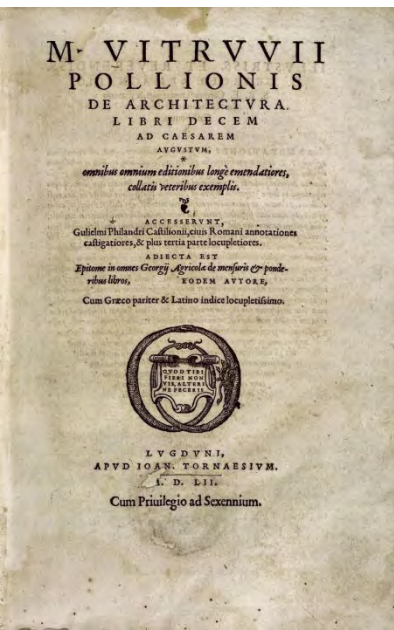 M. VITRVVII
POLLIONIS
DE ARCHITECTVRA
LIBRI DECEM
AD CAESAREM
AVGVSTVM,
*
omnibus omnium editionibus longè emendatiores,
collatis veteribus exemplis.
ACCESSERVNT,
Gulielmi Philandri Castilionii, ciuis Romani annotationes
castigatiores, & plus tertia parte locupletiores.
ADIECTA EST
Epitome in omnes Georgij Agricolæ de mensuris & ponde-
ribus libros, EODEM AVTORE,
Cum Græco pariter & Latino indice locupletissimo.
QVOD TIBI
FIERI NON
VIS, ALTERI
NE FECERIS
LVGDVNI,
APVD IOAN. TORNAESIVM.
D. LII.
Cum Priuilegio ad Sexennium.